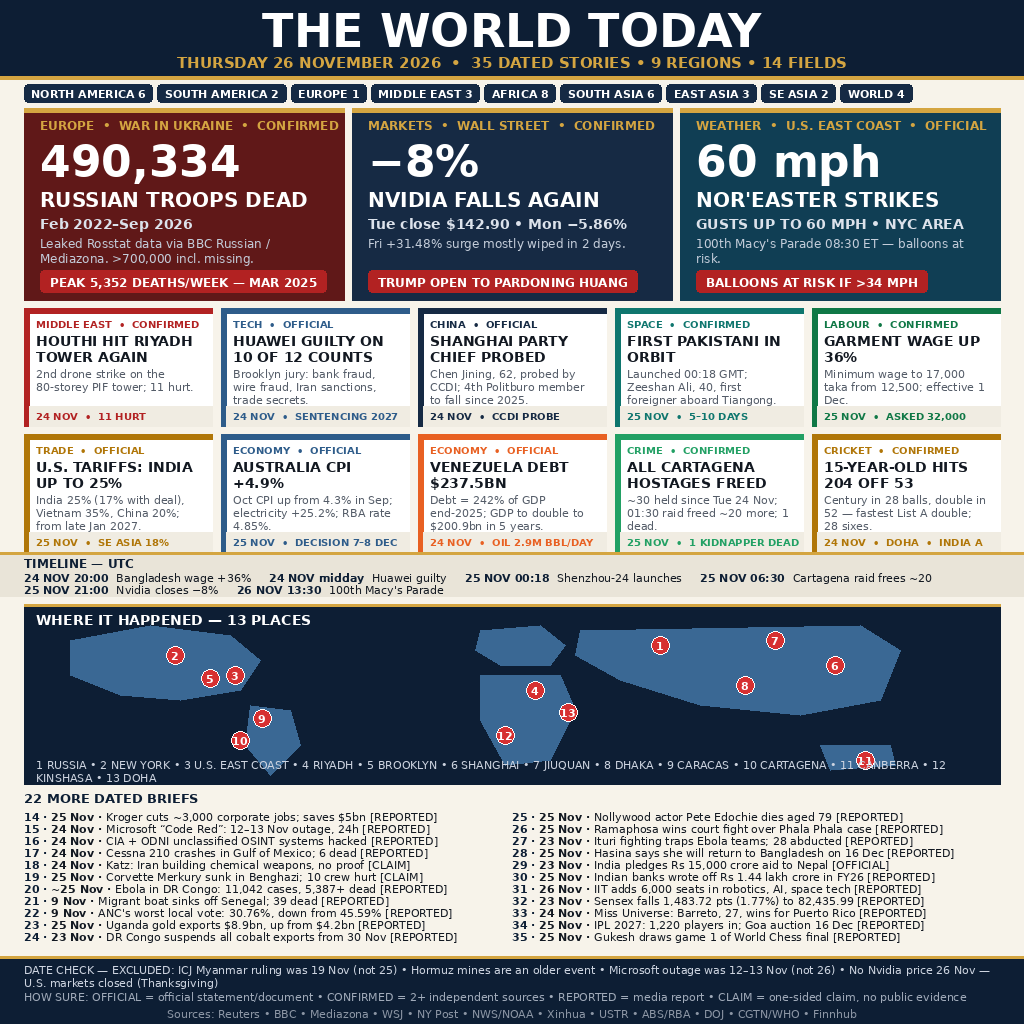 THE WORLD TODAY
THURSDAY 26 NOVEMBER 2026 • 35 DATED STORIES • 9 REGIONS • 14 FIELDS
NORTH AMERICA 6 SOUTH AMERICA 2 EUROPE 1 MIDDLE EAST 3 AFRICA 8 SOUTH ASIA 6 EAST ASIA 3 SE ASIA 2 WORLD 4
EUROPE • WAR IN UKRAINE • CONFIRMED
490,334
RUSSIAN TROOPS DEAD
Feb 2022–Sep 2026
Leaked Rosstat data via BBC Russian /
Mediazona. >700,000 incl. missing.
PEAK 5,352 DEATHS/WEEK — MAR 2025
MARKETS • WALL STREET • CONFIRMED
−8%
NVIDIA FALLS AGAIN
Tue close $142.90 • Mon −5.86%
Fri +31.48% surge mostly wiped in 2 days.
TRUMP OPEN TO PARDONING HUANG
WEATHER • U.S. EAST COAST • OFFICIAL
60 mph
NOR'EASTER STRIKES
GUSTS UP TO 60 MPH • NYC AREA
100th Macy's Parade 08:30 ET — balloons at
risk.
BALLOONS AT RISK IF >34 MPH
MIDDLE EAST • CONFIRMED
HOUTHI HIT RIYADH
TOWER AGAIN
2nd drone strike on the
80-storey PIF tower; 11 hurt.
24 NOV • 11 HURT
TECH • OFFICIAL
HUAWEI GUILTY ON
10 OF 12 COUNTS
Brooklyn jury: bank fraud,
wire fraud, Iran sanctions,
trade secrets.
24 NOV • SENTENCING 2027
CHINA • OFFICIAL
SHANGHAI PARTY
CHIEF PROBED
Chen Jining, 62, probed by
CCDI; 4th Politburo member
to fall since 2025.
24 NOV • CCDI PROBE
SPACE • CONFIRMED
FIRST PAKISTANI IN
ORBIT
Launched 00:18 GMT;
Zeeshan Ali, 40, first
foreigner aboard Tiangong.
25 NOV • 5–10 DAYS
LABOUR • CONFIRMED
GARMENT WAGE UP
36%
Minimum wage to 17,000
taka from 12,500; effective 1
Dec.
25 NOV • ASKED 32,000
TRADE • OFFICIAL
U.S. TARIFFS: INDIA
UP TO 25%
India 25% (17% with deal),
Vietnam 35%, China 20%;
from late Jan 2027.
25 NOV • SE ASIA 18%
ECONOMY • OFFICIAL
AUSTRALIA CPI
+4.9%
Oct CPI up from 4.3% in Sep;
electricity +25.2%; RBA rate
4.85%.
25 NOV • DECISION 7–8 DEC
ECONOMY • OFFICIAL
VENEZUELA DEBT
$237.5BN
Debt = 242% of GDP
end-2025; GDP to double to
$200.9bn in 5 years.
24 NOV • OIL 2.9M BBL/DAY
CRIME • CONFIRMED
ALL CARTAGENA
HOSTAGES FREED
~30 held since Tue 24 Nov;
01:30 raid freed ~20 more; 1
dead.
25 NOV • 1 KIDNAPPER DEAD
CRICKET • CONFIRMED
15-YEAR-OLD HITS
204 OFF 53
Century in 28 balls, double in
52 — fastest List A double;
28 sixes.
24 NOV • DOHA • INDIA A
TIMELINE — UTC
24 NOV 20:00 Bangladesh wage +36% 24 NOV midday Huawei guilty 25 NOV 00:18 Shenzhou-24 launches 25 NOV 06:30 Cartagena raid frees ~20
25 NOV 21:00 Nvidia closes −8% 26 NOV 13:30 100th Macy's Parade
WHERE IT HAPPENED — 13 PLACES
2
5
3
9
10
4
13
12
1
7
6
8
11
1 RUSSIA • 2 NEW YORK • 3 U.S. EAST COAST • 4 RIYADH • 5 BROOKLYN • 6 SHANGHAI • 7 JIUQUAN • 8 DHAKA • 9 CARACAS • 10 CARTAGENA • 11 CANBERRA • 12
KINSHASA • 13 DOHA
22 MORE DATED BRIEFS
14 · 25 Nov · Kroger cuts ~3,000 corporate jobs; saves $5bn [REPORTED]
15 · 24 Nov · Microsoft “Code Red”: 12–13 Nov outage, 24h [REPORTED]
16 · 24 Nov · CIA + ODNI unclassified OSINT systems hacked [REPORTED]
17 · 24 Nov · Cessna 210 crashes in Gulf of Mexico; 6 dead [REPORTED]
18 · 24 Nov · Katz: Iran building chemical weapons, no proof [CLAIM]
19 · 25 Nov · Corvette Merkury sunk in Benghazi; 10 crew hurt [CLAIM]
20 · ~25 Nov · Ebola in DR Congo: 11,042 cases, 5,387+ dead [REPORTED]
21 · 9 Nov · Migrant boat sinks off Senegal; 39 dead [REPORTED]
22 · 9 Nov · ANC's worst local vote: 30.76%, down from 45.59% [REPORTED]
23 · 25 Nov · Uganda gold exports $8.9bn, up from $4.2bn [REPORTED]
24 · 23 Nov · DR Congo suspends all cobalt exports from 30 Nov [REPORTED]
25 · 25 Nov · Nollywood actor Pete Edochie dies aged 79 [REPORTED]
26 · 25 Nov · Ramaphosa wins court fight over Phala Phala case [REPORTED]
27 · 23 Nov · Ituri fighting traps Ebola teams; 28 abducted [REPORTED]
28 · 25 Nov · Hasina says she will return to Bangladesh on 16 Dec [REPORTED]
29 · 23 Nov · India pledges Rs 15,000 crore aid to Nepal [OFFICIAL]
30 · 25 Nov · Indian banks wrote off Rs 1.44 lakh crore in FY26 [REPORTED]
31 · 26 Nov · IIT adds 6,000 seats in robotics, AI, space tech [REPORTED]
32 · 23 Nov · Sensex falls 1,483.72 pts (1.77%) to 82,435.99 [REPORTED]
33 · 24 Nov · Miss Universe: Barreto, 27, wins for Puerto Rico [REPORTED]
34 · 25 Nov · IPL 2027: 1,220 players in; Goa auction 16 Dec [REPORTED]
35 · 25 Nov · Gukesh draws game 1 of World Chess final [REPORTED]
DATE CHECK — EXCLUDED: ICJ Myanmar ruling was 19 Nov (not 25) • Hormuz mines are an older event • Microsoft outage was 12–13 Nov (not 26) • No Nvidia price 26 Nov —
U.S. markets closed (Thanksgiving)
HOW SURE: OFFICIAL = official statement/document • CONFIRMED = 2+ independent sources • REPORTED = media report • CLAIM = one-sided claim, no public evidence
Sources: Reuters • BBC • Mediazona • WSJ • NY Post • NWS/NOAA • Xinhua • USTR • ABS/RBA • DOJ • CGTN/WHO • Finnhub